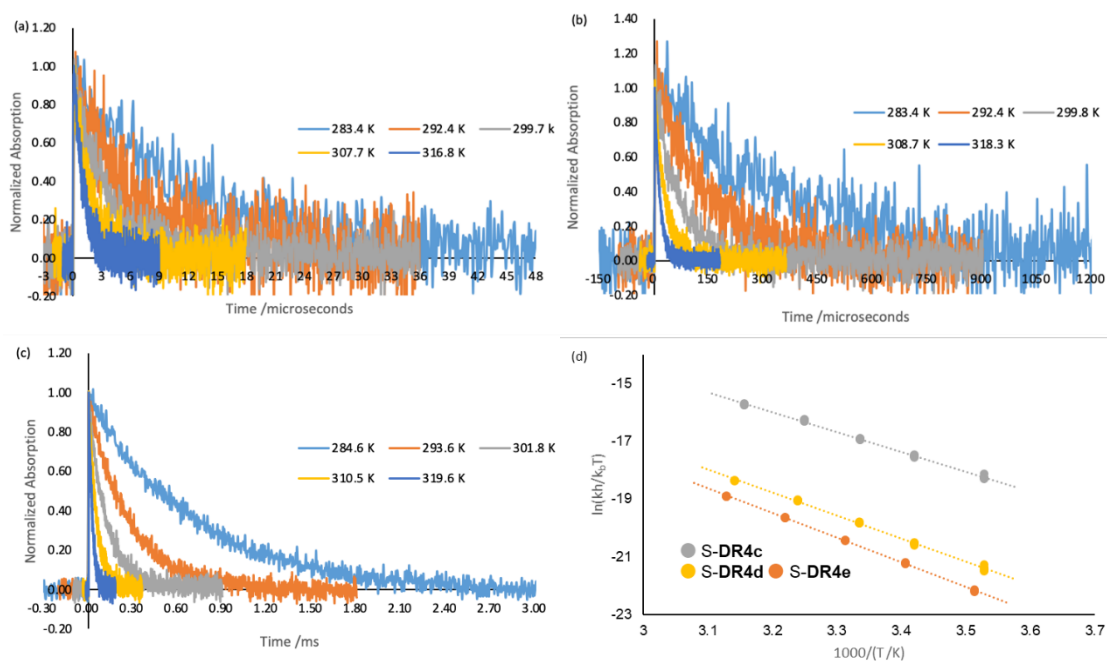 (a)
1.20
1.00
0.80
0.60
0.40
0.20
0.00
-0.20
Normalized Absorption
283.4 K 292.4 K 299.7 k
307.7 K 316.8 K
-3 0 3 6 9 12 15 18 21 24 27 30 33 36 39 42 45 48
Time /microseconds
(b)
1.40
1.20
1.00
0.80
0.60
0.40
0.20
0.00
-0.20
Normalized Absorption
283.4 K 292.4 K 299.8 K
308.7 K 318.3 K
-150 0 150 300 450 600 750 900 1050 1200
Time /microseconds
(c)
1.20
1.00
0.80
0.60
0.40
0.20
0.00
-0.20
Normalized Absorption
284.6 K 293.6 K 301.8 K
310.5 K 319.6 K
-0.30 0.00 0.30 0.60 0.90 1.20 1.50 1.80 2.10 2.40 2.70 3.00
Time /ms
(d)
-15
-17
-19
-21
-23
ln(kh/kbT)
S-DR4c
S-DR4d S-DR4e
3 3.1 3.2 3.3 3.4 3.5 3.6 3.7
1000/(T/K)